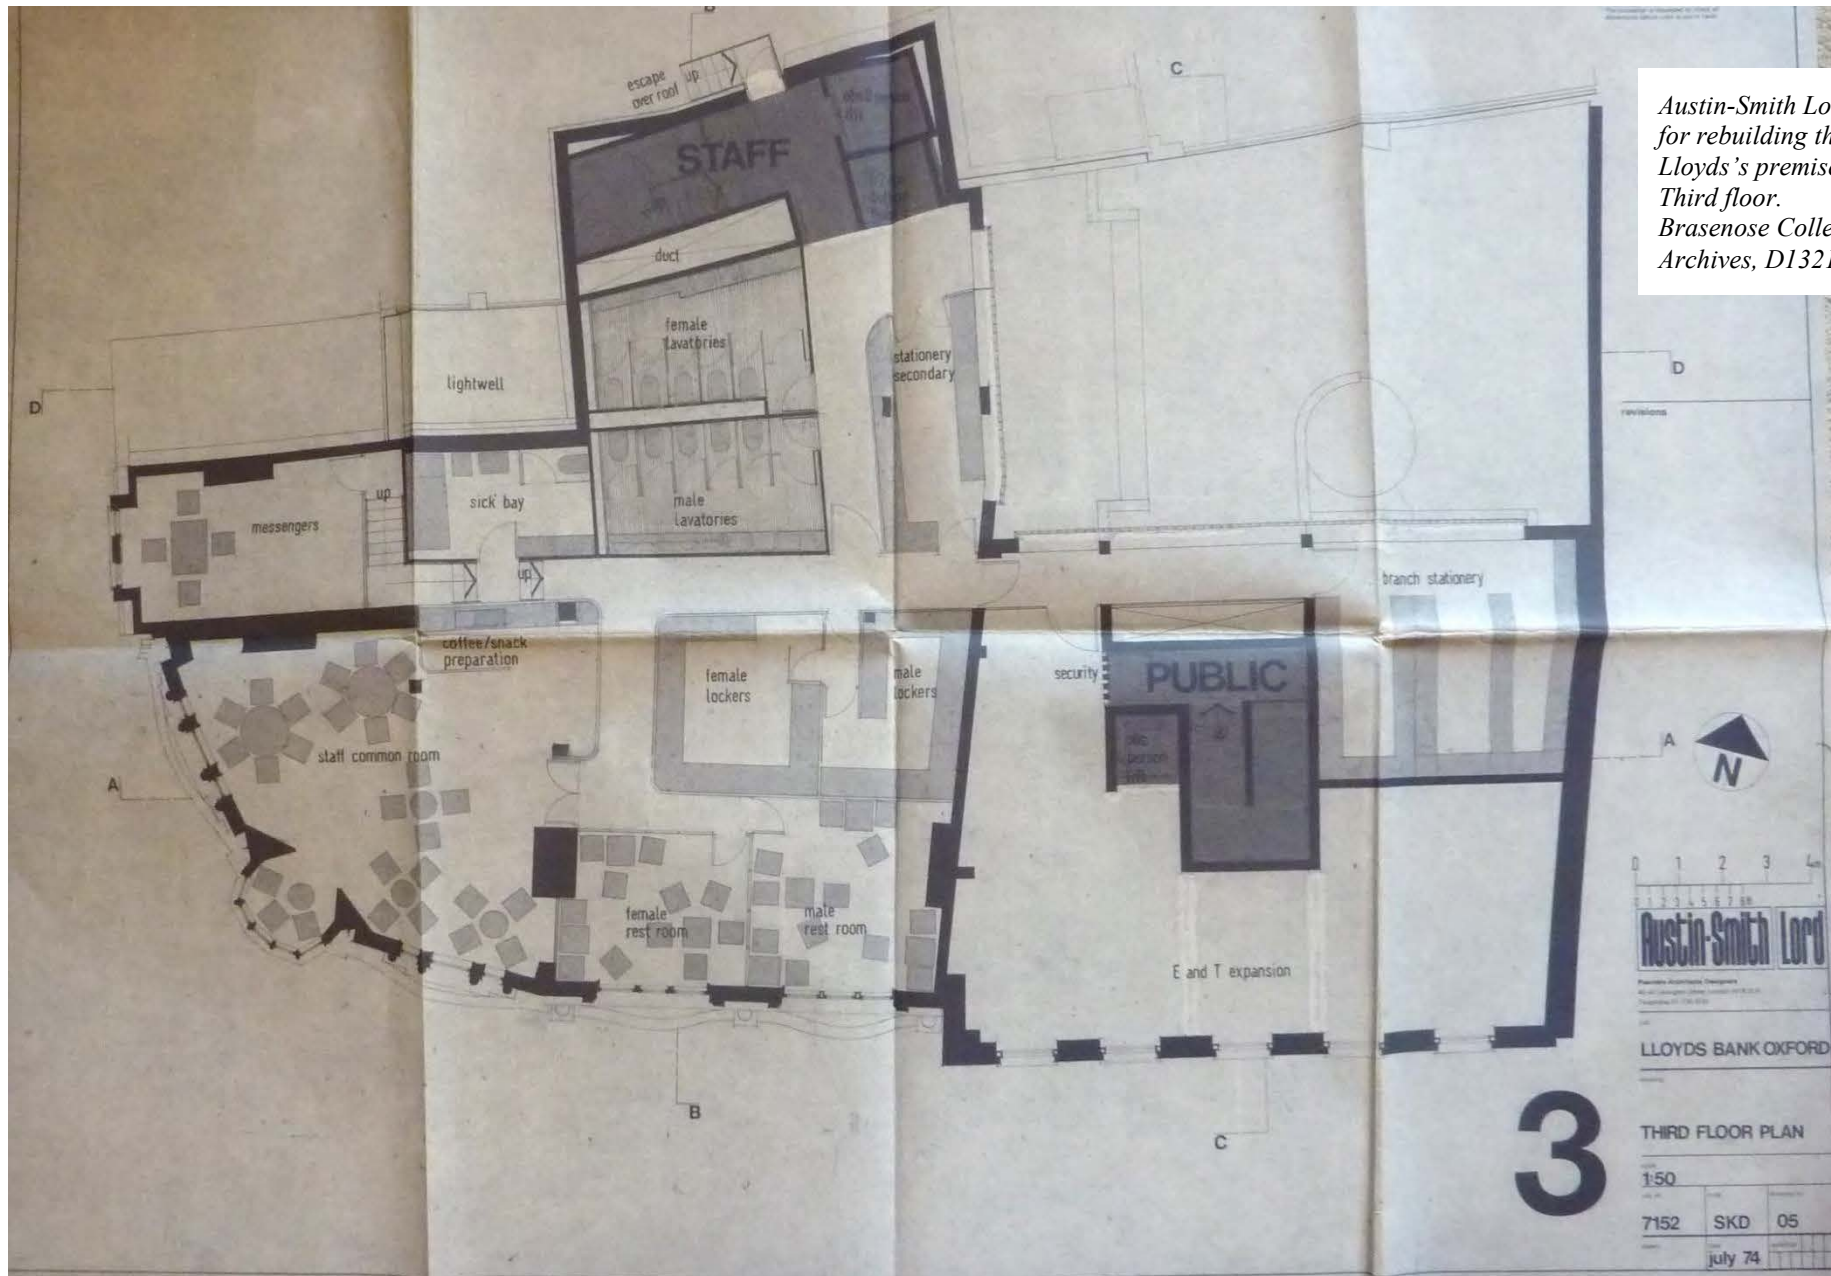 B
escape
over roof
up
C
STAFF
Austin-Smith Lo
for rebuilding th
Lloyds's premis
Third floor.
Brasenose Colle
Archives, D1321
duct
female
lavatories
stationery
secondary
lightwell
D
D
revisions
messengers
up
sick bay
male
lavatories
up
branch stationery
coffee/snack
preparation
female
lockers
male
lockers
security
PUBLIC
staff common room
A
A
N
0 1 2 3 4m
female
rest room
male
rest room
E and T expansion
Austin-Smith Lord
LLOYDS BANK OXFORD
B
C
3
THIRD FLOOR PLAN
1:50
7152 SKD 05
july 74